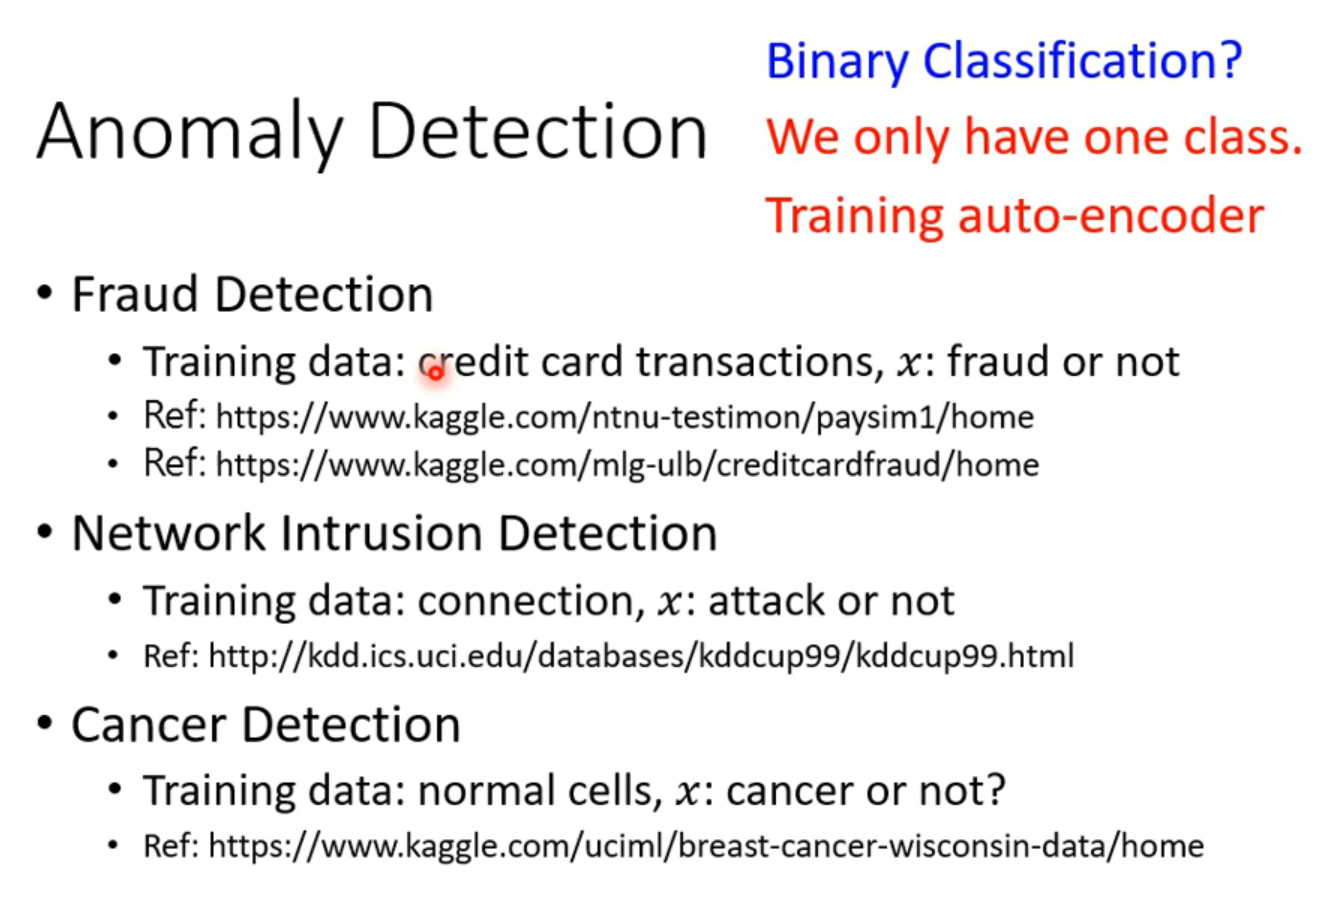 Binary Classification?
Anomaly Detection
We only have one class.
Training auto-encoder
• Fraud Detection
• Training data: credit card transactions, x: fraud or not
• Ref: https://www.kaggle.com/ntnu-testimon/paysim1/home
• Ref: https://www.kaggle.com/mlg-ulb/creditcardfraud/home
• Network Intrusion Detection
• Training data: connection, x: attack or not
• Ref: http://kdd.ics.uci.edu/databases/kddcup99/kddcup99.html
• Cancer Detection
• Training data: normal cells, x: cancer or not?
• Ref: https://www.kaggle.com/uciml/breast-cancer-wisconsin-data/home